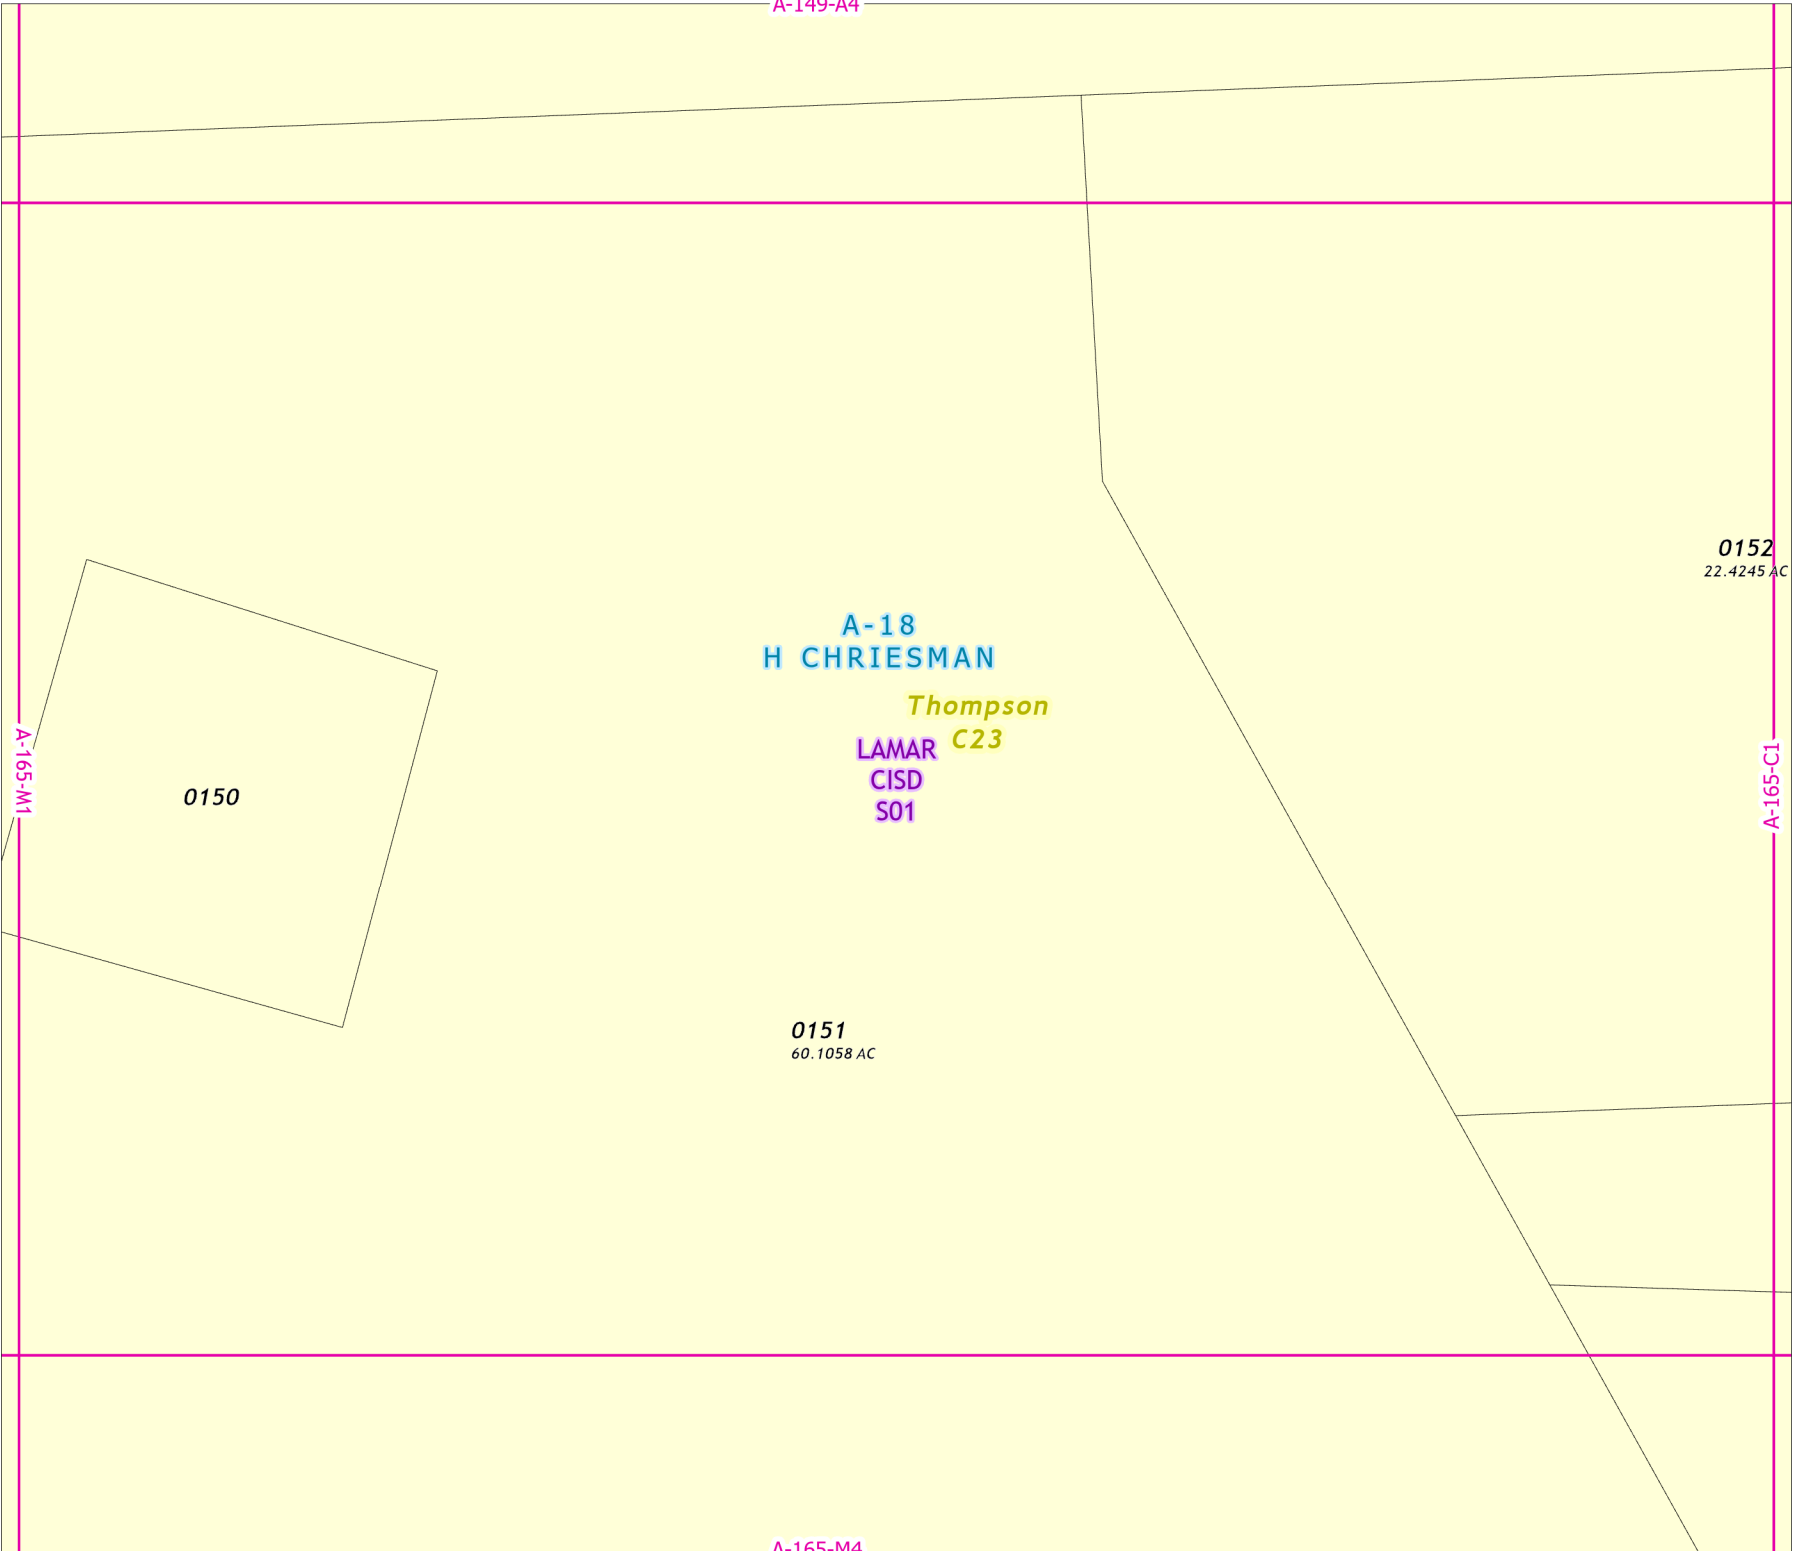 A-149-A4
0152
22.4245 AC
A-18
H CHRIESMAN
Thompson
C23
LAMAR
CISD
S01
A-165-M1
A-165-C1
0150
0151
60.1058 AC
A-165-M4